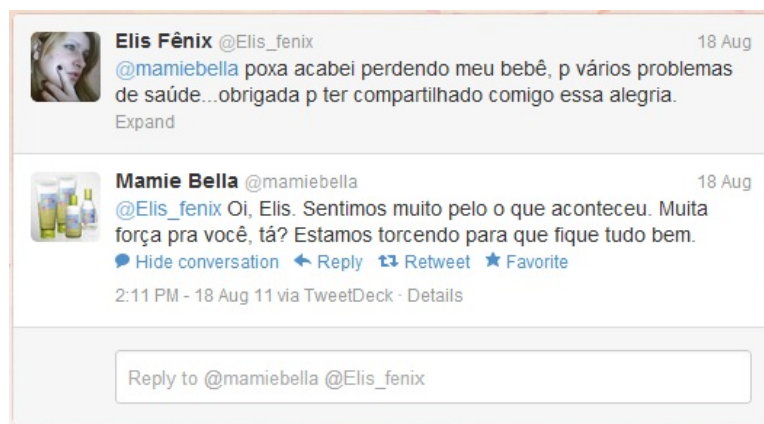 Elis Fênix @Elis_fenix 18 Aug
@mamiebella poxa acabei perdendo meu bebê, p vários problemas
de saúde...obrigada p ter compartilhado comigo essa alegria.
Expand
Mamie Bella @mamiebella 18 Aug
@Elis_fenix Oi, Elis. Sentimos muito pelo o que aconteceu. Muita
força pra você, tá? Estamos torcendo para que fique tudo bem.
Hide conversation Reply Retweet Favorite
2:11 PM - 18 Aug 11 via TweetDeck · Details
Reply to @mamiebella @Elis_fenix